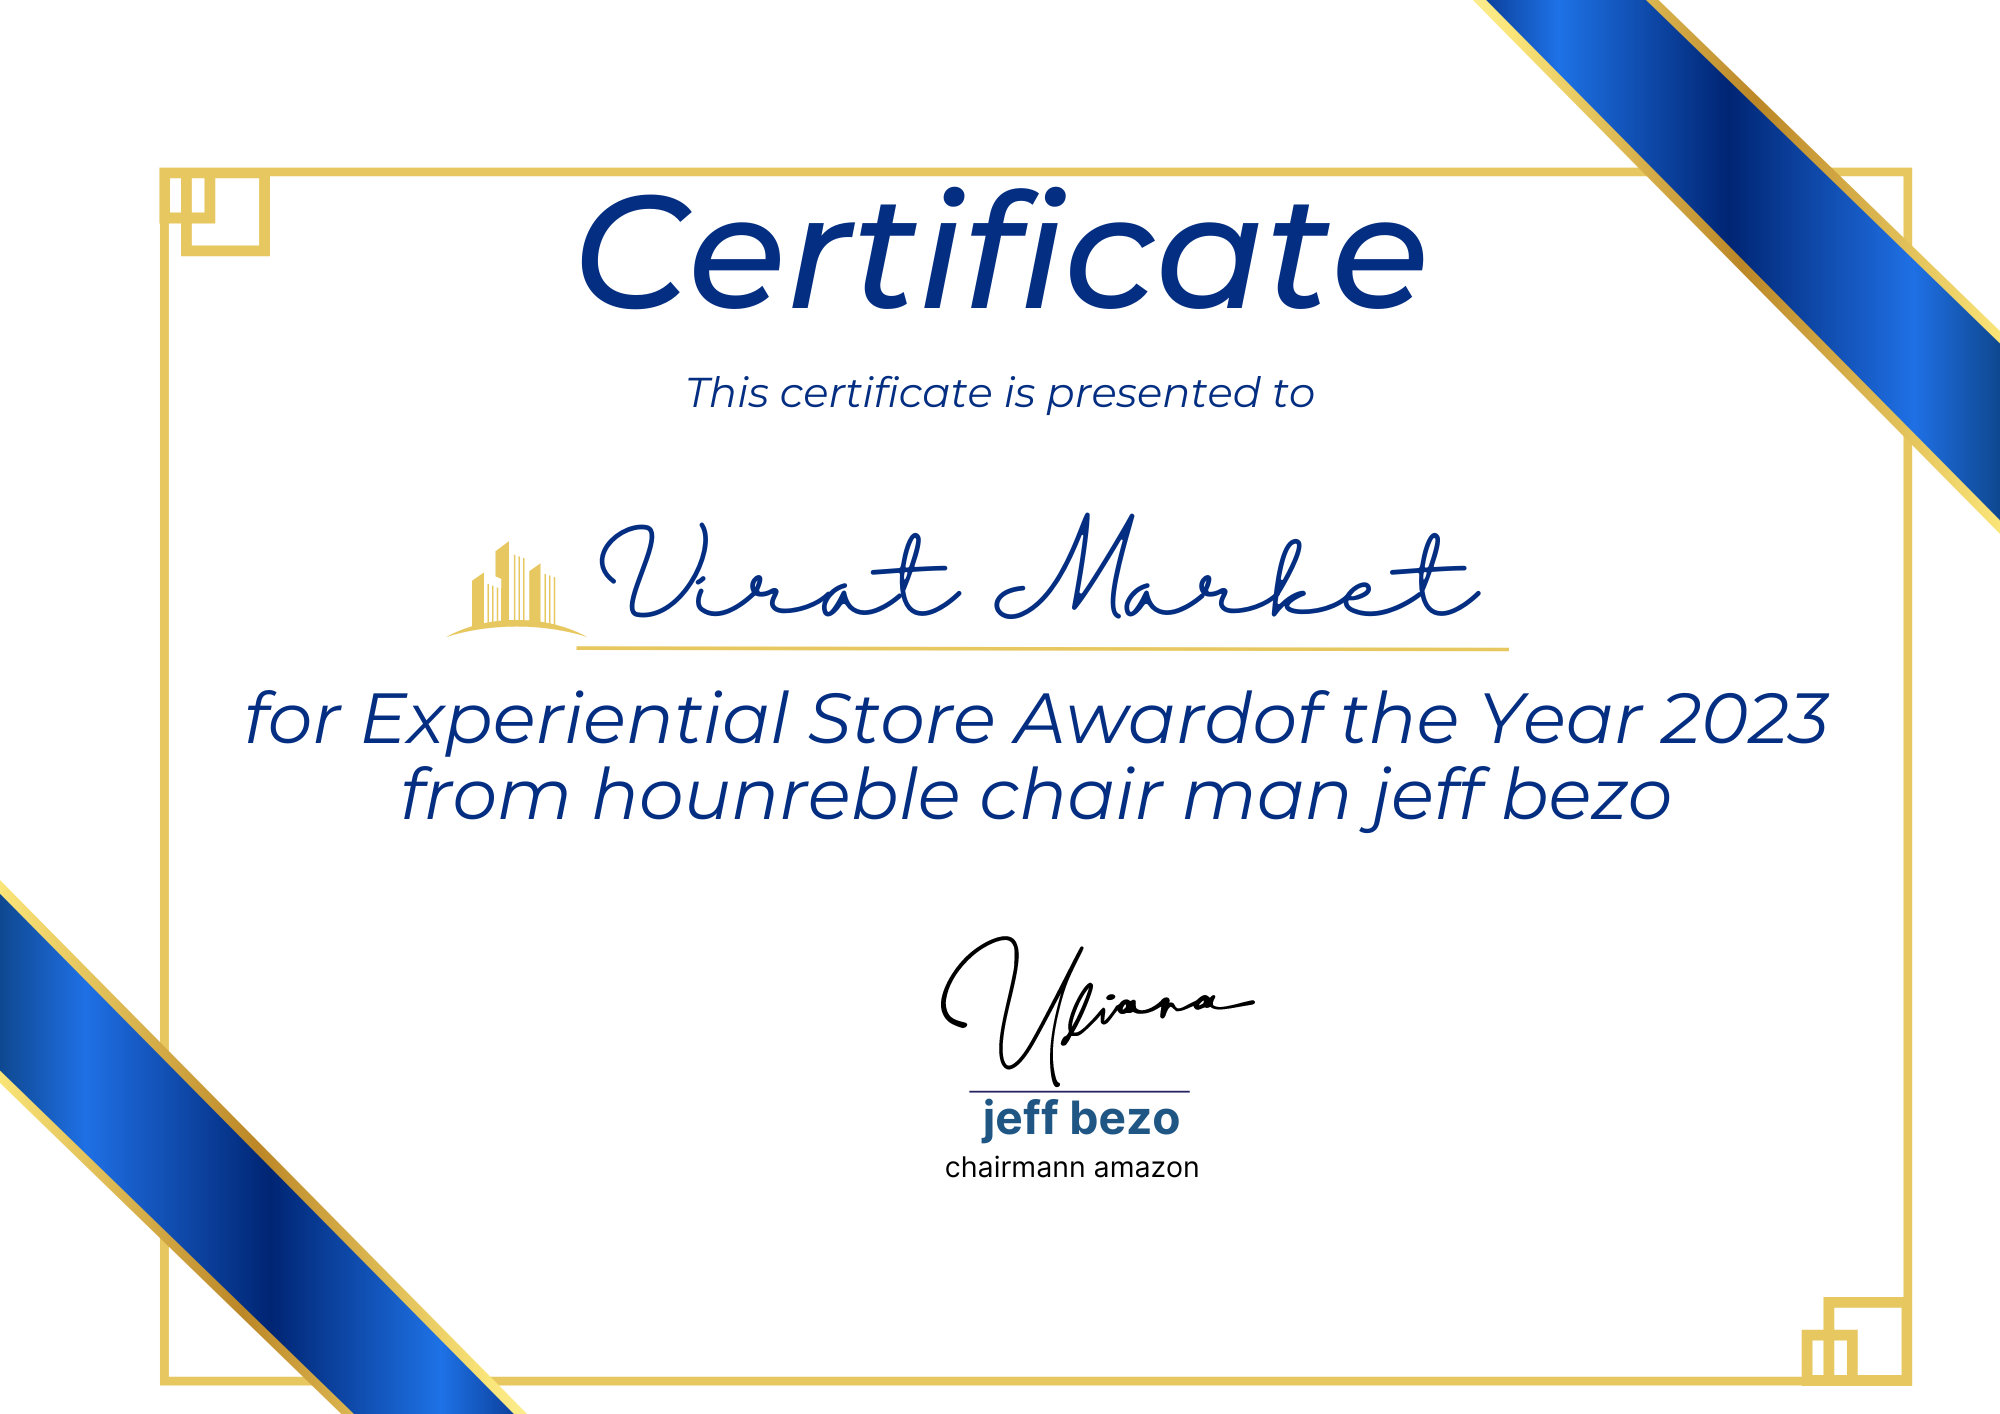 Certificate
This certificate is presented to
Virat Market
for Experiential Store Awardof the Year 2023
from hounreble chair man jeff bezo
Uliana
jeff bezo
chairmann amazon